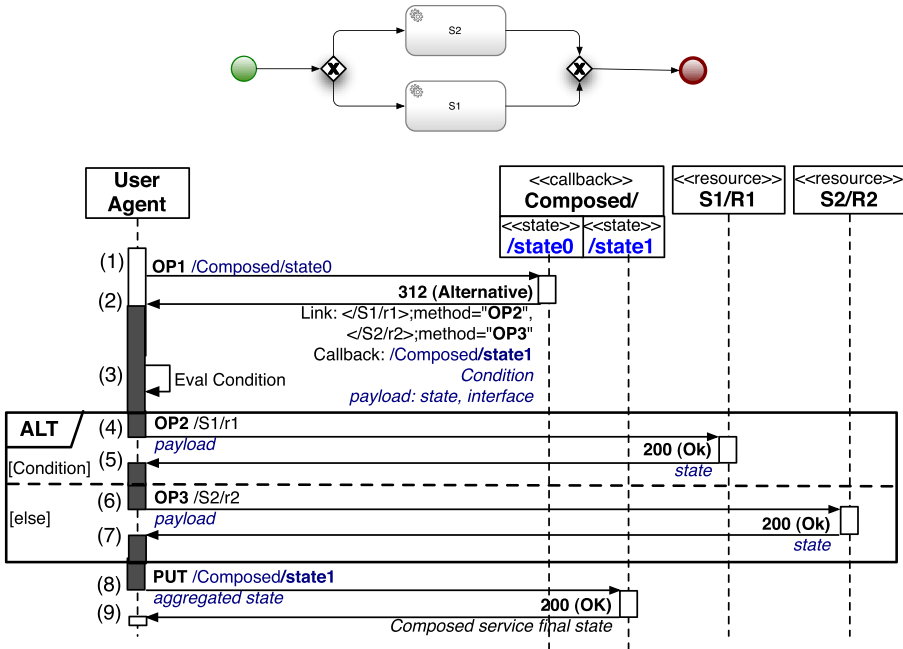 S2
X
X
S1
User
Agent
<<callback>>
Composed/
<<state>>
/state0
<<state>>
/state1
<<resource>>
S1/R1
<<resource>>
S2/R2
(1)
OP1 /Composed/state0
(2)
312 (Alternative)
Link: </S1/r1>;method="OP2",
</S2/r2>;method="OP3"
Callback: /Composed/state1
(3)
Eval Condition
Condition
payload: state, interface
ALT
(4)
OP2 /S1/r1
payload
200 (Ok)
[Condition]
(5)
state
(6)
OP3 /S2/r2
[else]
payload
200 (Ok)
(7)
state
(8)
PUT /Composed/state1
aggregated state
200 (OK)
(9)
Composed service final state